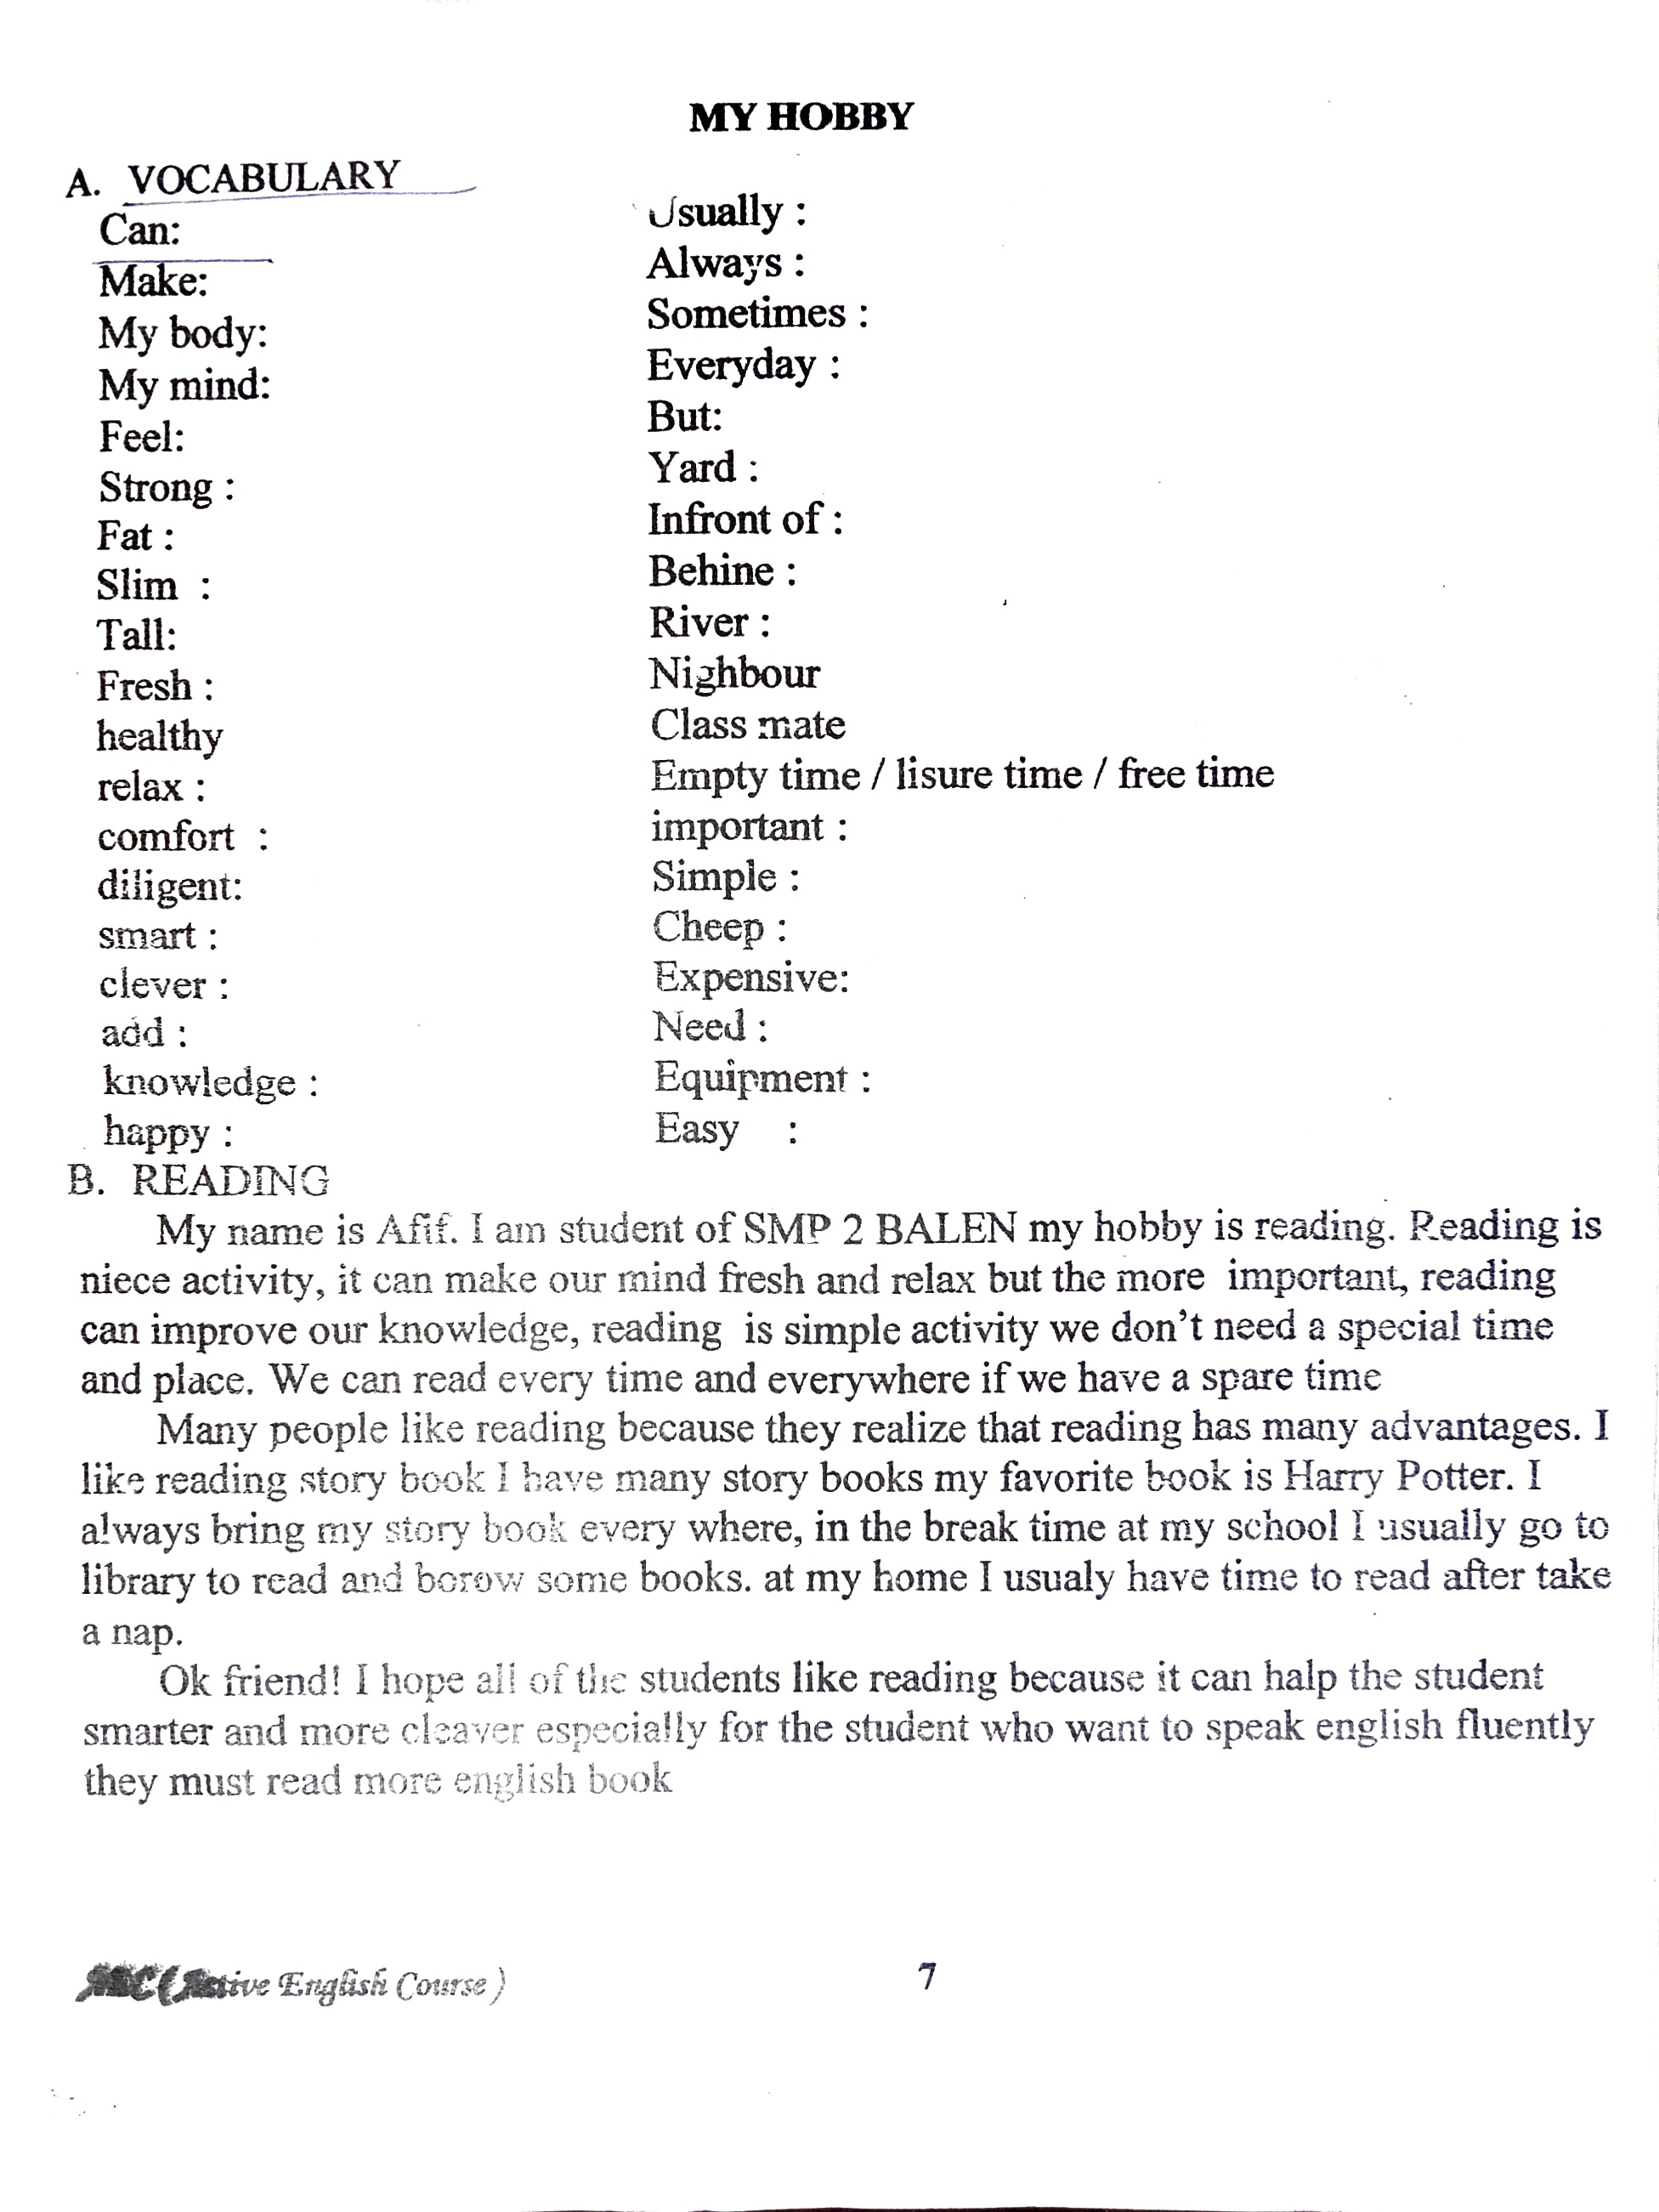 MY HOBBY
A. VOCABULARY
Can:
Make:
My body:
My mind:
Feel:
Strong :
Fat :
Slim :
Tall:
Fresh :
healthy
relax :
comfort :
diligent:
smart :
clever :
add :
knowledge :
happy :
Usually :
Always :
Sometimes :
Everyday :
But:
Yard :
Infront of :
Behine :
River :
Nighbour
Class mate
Empty time / lisure time / free time
important :
Simple :
Cheep :
Expensive:
Need :
Equipment :
Easy :
B. READING
My name is Afif. I am student of SMP 2 BALEN my hobby is reading. Reading is
niece activity, it can make our mind fresh and relax but the more important, reading
can improve our knowledge, reading is simple activity we don't need a special time
and place. We can read every time and everywhere if we have a spare time
Many people like reading because they realize that reading has many advantages. I
like reading story book I have many story books my favorite book is Harry Potter. I
always bring my story book every where, in the break time at my school I usually go to
library to read and borow some books. at my home I usualy have time to read after take
a nap.
Ok friend! I hope all of the students like reading because it can halp the student
smarter and more cleaver especially for the student who want to speak english fluently
they must read more english book
English Course )
7